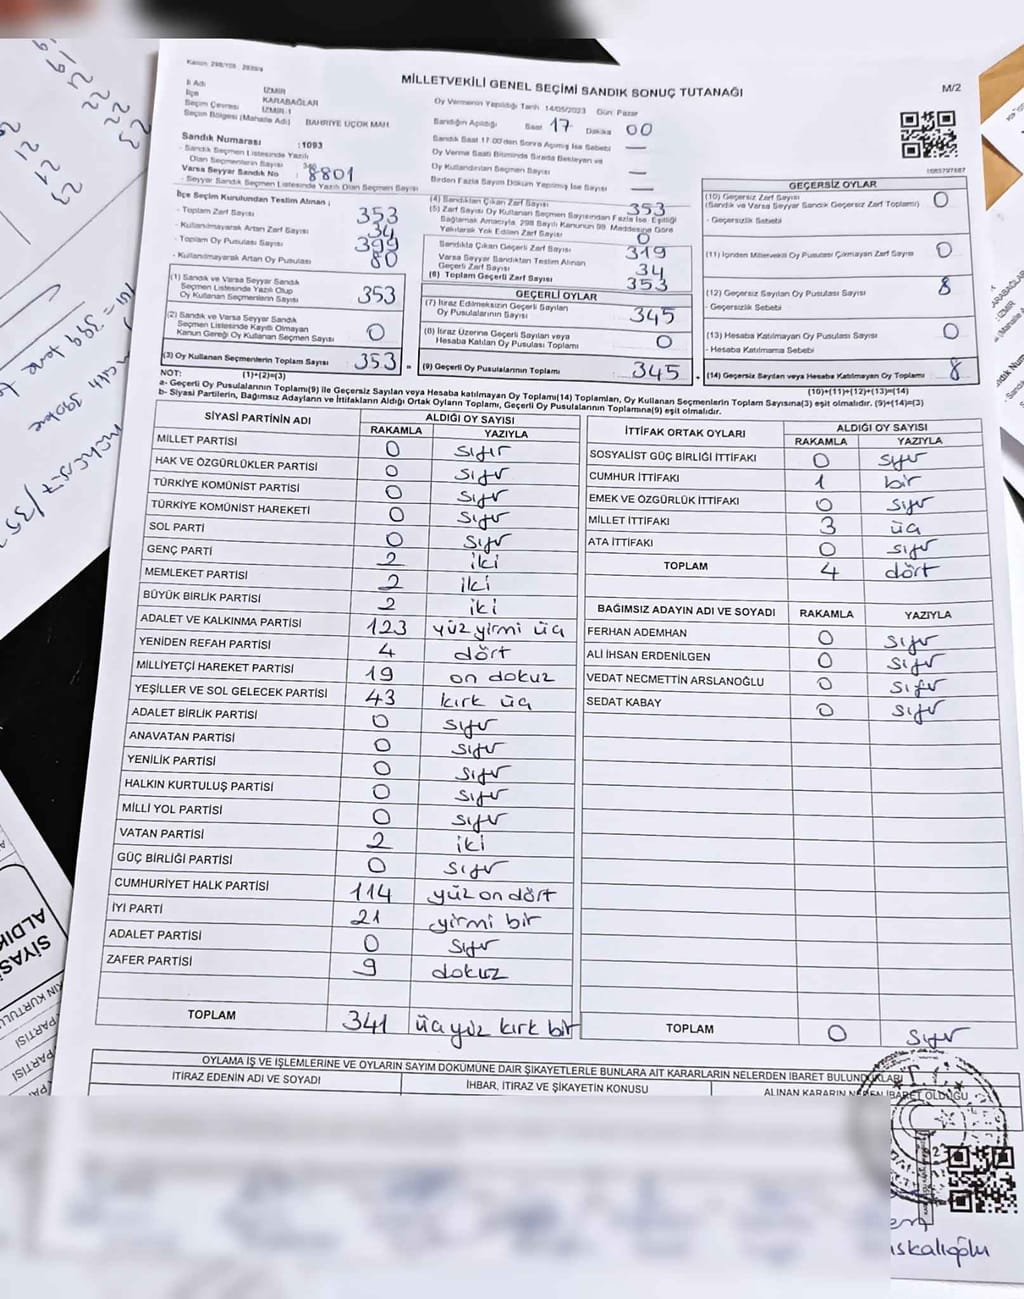 MİLLETVEKİLİ GENEL SEÇİMİ SANDIK SONUÇ TUTANAĞI
M/2
İl Adı İZMİR
İlçe KARABAĞLAR
Seçim Çevresi İZMİR-1
Seçim Bölgesi (Mahalle Adı) BAHRİYE ÜÇOK MAH.
Oy Vermenin Yapıldığı Tarih 14/05/2023 Gün: Pazar
Sandığın Açıldığı Saat 17 Dakika 00
Sandık Saat 17.00'den Sonra Açılmış İse Sebebi —
Oy Verme Saati Bitiminde Sırada Bekleyen ve
Oy Kullandırılan Seçmen Sayısı —
Birden Fazla Sayım Döküm Yapılmış İse Sayısı —
Sandık Numarası : 1093
- Sandık Seçmen Listesinde Yazılı
Olan Seçmenlerin Sayısı
Varsa Seyyar Sandık No : 8801
- Seyyar Sandık Seçmen Listesinde Yazılı Olan Seçmen Sayısı
İlçe Seçim Kurulundan Teslim Alınan ;
- Toplam Zarf Sayısı 353
- Kullanılmayarak Artan Zarf Sayısı 34
- Toplam Oy Pusulası Sayısı 399
- Kullanılmayarak Artan Oy Pusulası 80
(1) Sandık ve Varsa Seyyar Sandık
Seçmen Listesinde Yazılı Olup
Oy Kullanan Seçmenlerin Sayısı 353
(2) Sandık ve Varsa Seyyar Sandık
Seçmen Listesinde Kayıtlı Olmayan
Kanun Gereği Oy Kullanan Seçmen Sayısı 0
(3) Oy Kullanan Seçmenlerin Toplam Sayısı 353
(4) Sandıktan Çıkan Zarf Sayısı 353
(5) Zarf Sayısı Oy Kullanan Seçmen Sayısından Fazla İse, Eşitliği
Sağlamak Amacıyla, 298 Sayılı Kanunun 98. Maddesine Göre
Yakılarak Yok Edilen Zarf Sayısı 0
Sandıkta Çıkan Geçerli Zarf Sayısı 319
Varsa Seyyar Sandıktan Teslim Alınan
Geçerli Zarf Sayısı 34
(6) Toplam Geçerli Zarf Sayısı 353
GEÇERLİ OYLAR
(7) İtiraz Edilmeksizin Geçerli Sayılan
Oy Pusulalarının Sayısı 345
(8) İtiraz Üzerine Geçerli Sayılan veya
Hesaba Katılan Oy Pusulası Toplamı 0
(9) Geçerli Oy Pusulalarının Toplamı 345
GEÇERSİZ OYLAR
(10) Geçersiz Zarf Sayısı
(Sandık ve Varsa Seyyar Sandık Geçersiz Zarf Toplamı) 0
- Geçersizlik Sebebi
(11) İçinden Milletvekili Oy Pusulası Çıkmayan Zarf Sayısı 0
(12) Geçersiz Sayılan Oy Pusulası Sayısı 8
- Geçersizlik Sebebi
(13) Hesaba Katılmayan Oy Pusulası Sayısı 0
- Hesaba Katılmama Sebebi
(14) Geçersiz Sayılan veya Hesaba Katılmayan Oy Toplamı 8
NOT: (1)+(2)=(3) (10)+(11)+(12)+(13)=(14)
a- Geçerli Oy Pusulalarının Toplamı(9) ile Geçersiz Sayılan veya Hesaba katılmayan Oy Toplamı(14) Toplamları, Oy Kullanan Seçmenlerin Toplam Sayısına(3) eşit olmalıdır. (9)+(14)=(3)
b- Siyasi Partilerin, Bağımsız Adayların ve İttifakların Aldığı Ortak Oyların Toplamı, Geçerli Oy Pusulalarının Toplamına(9) eşit olmalıdır.
SİYASİ PARTİNİN ADI ALDIĞI OY SAYISI
RAKAMLA YAZIYLA
MİLLET PARTİSİ 0 sıfır
HAK VE ÖZGÜRLÜKLER PARTİSİ 0 sıfır
TÜRKİYE KOMÜNİST PARTİSİ 0 sıfır
TÜRKİYE KOMÜNİST HAREKETİ 0 sıfır
SOL PARTİ 0 sıfır
GENÇ PARTİ 2 iki
MEMLEKET PARTİSİ 2 iki
BÜYÜK BİRLİK PARTİSİ 2 iki
ADALET VE KALKINMA PARTİSİ 123 yüz yirmi üç
YENİDEN REFAH PARTİSİ 4 dört
MİLLİYETÇİ HAREKET PARTİSİ 19 on dokuz
YEŞİLLER VE SOL GELECEK PARTİSİ 43 kırk üç
ADALET BİRLİK PARTİSİ 0 sıfır
ANAVATAN PARTİSİ 0 sıfır
YENİLİK PARTİSİ 0 sıfır
HALKIN KURTULUŞ PARTİSİ 0 sıfır
MİLLİ YOL PARTİSİ 0 sıfır
VATAN PARTİSİ 2 iki
GÜÇ BİRLİĞİ PARTİSİ 0 sıfır
CUMHURİYET HALK PARTİSİ 114 yüz on dört
İYİ PARTİ 21 yirmi bir
ADALET PARTİSİ 0 sıfır
ZAFER PARTİSİ 9 dokuz
TOPLAM 341 üç yüz kırk bir
İTTİFAK ORTAK OYLARI ALDIĞI OY SAYISI
RAKAMLA YAZIYLA
SOSYALİST GÜÇ BİRLİĞİ İTTİFAKI 0 sıfır
CUMHUR İTTİFAKI 1 bir
EMEK VE ÖZGÜRLÜK İTTİFAKI 0 sıfır
MİLLET İTTİFAKI 3 üç
ATA İTTİFAKI 0 sıfır
TOPLAM 4 dört
BAĞIMSIZ ADAYIN ADI VE SOYADI RAKAMLA YAZIYLA
FERHAN ADEMHAN 0 sıfır
ALİ İHSAN ERDENİLGEN 0 sıfır
VEDAT NECMETTİN ARSLANOĞLU 0 sıfır
SEDAT KABAY 0 sıfır
TOPLAM 0 sıfır
OYLAMA İŞ VE İŞLEMLERİNE VE OYLARIN SAYIM DÖKÜMÜNE DAİR ŞİKAYETLERLE BUNLARA AİT KARARLARIN NELERDEN İBARET BULUNDUKLARI
İTİRAZ EDENİN ADI VE SOYADI İHBAR, İTİRAZ VE ŞİKAYETİN KONUSU ALINAN KARARIN NEDEN İBARET OLDUĞU
T.C.